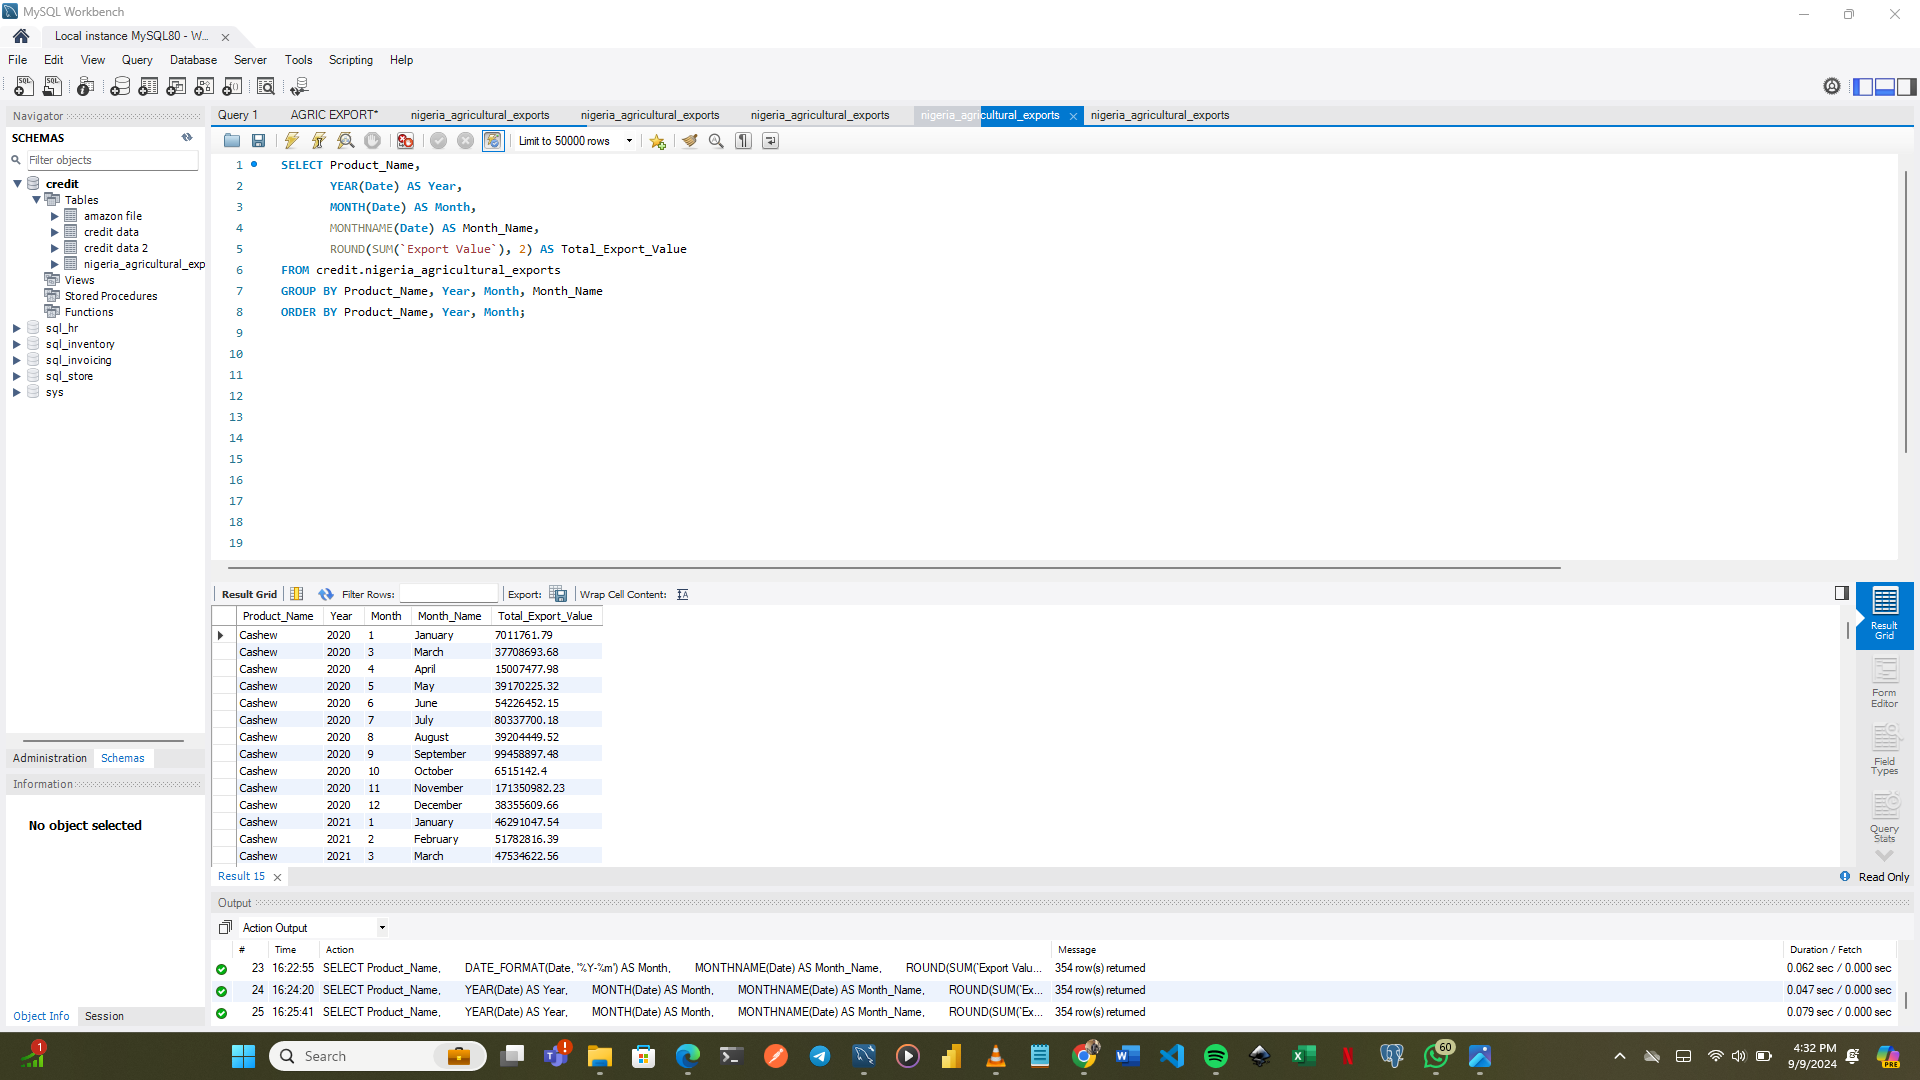 MySQL Workbench
Local instance MySQL80 - W...
File Edit View Query Database Server Tools Scripting Help
Navigator
SCHEMAS
Filter objects
credit
Tables
amazon file
credit data
credit data 2
nigeria_agricultural_exp
Views
Stored Procedures
Functions
sql_hr
sql_inventory
sql_invoicing
sql_store
sys
Administration Schemas
Information
No object selected
Object Info Session
Query 1 AGRIC EXPORT* nigeria_agricultural_exports nigeria_agricultural_exports nigeria_agricultural_exports nigeria_agricultural_exports nigeria_agricultural_exports
Limit to 50000 rows
1 SELECT Product_Name,
2 YEAR(Date) AS Year,
3 MONTH(Date) AS Month,
4 MONTHNAME(Date) AS Month_Name,
5 ROUND(SUM(`Export Value`), 2) AS Total_Export_Value
6 FROM credit.nigeria_agricultural_exports
7 GROUP BY Product_Name, Year, Month, Month_Name
8 ORDER BY Product_Name, Year, Month;
9
10
11
12
13
14
15
16
17
18
19
Result Grid Filter Rows: Export: Wrap Cell Content:
Product_Name Year Month Month_Name Total_Export_Value
Cashew 2020 1 January 7011761.79
Cashew 2020 3 March 37708693.68
Cashew 2020 4 April 15007477.98
Cashew 2020 5 May 39170225.32
Cashew 2020 6 June 54226452.15
Cashew 2020 7 July 80337700.18
Cashew 2020 8 August 39204449.52
Cashew 2020 9 September 99458897.48
Cashew 2020 10 October 6515142.4
Cashew 2020 11 November 171350982.23
Cashew 2020 12 December 38355609.66
Cashew 2021 1 January 46291047.54
Cashew 2021 2 February 51782816.39
Cashew 2021 3 March 47534622.56
Result Grid
Form Editor
Field Types
Query Stats
Result 15 Read Only
Output
Action Output
# Time Action Message Duration / Fetch
23 16:22:55 SELECT Product_Name, DATE_FORMAT(Date, '%Y-%m') AS Month, MONTHNAME(Date) AS Month_Name, ROUND(SUM(`Export Valu... 354 row(s) returned 0.062 sec / 0.000 sec
24 16:24:20 SELECT Product_Name, YEAR(Date) AS Year, MONTH(Date) AS Month, MONTHNAME(Date) AS Month_Name, ROUND(SUM(`Ex... 354 row(s) returned 0.047 sec / 0.000 sec
25 16:25:41 SELECT Product_Name, YEAR(Date) AS Year, MONTH(Date) AS Month, MONTHNAME(Date) AS Month_Name, ROUND(SUM(`Ex... 354 row(s) returned 0.079 sec / 0.000 sec
1 Search 60 4:32 PM
9/9/2024
PRE